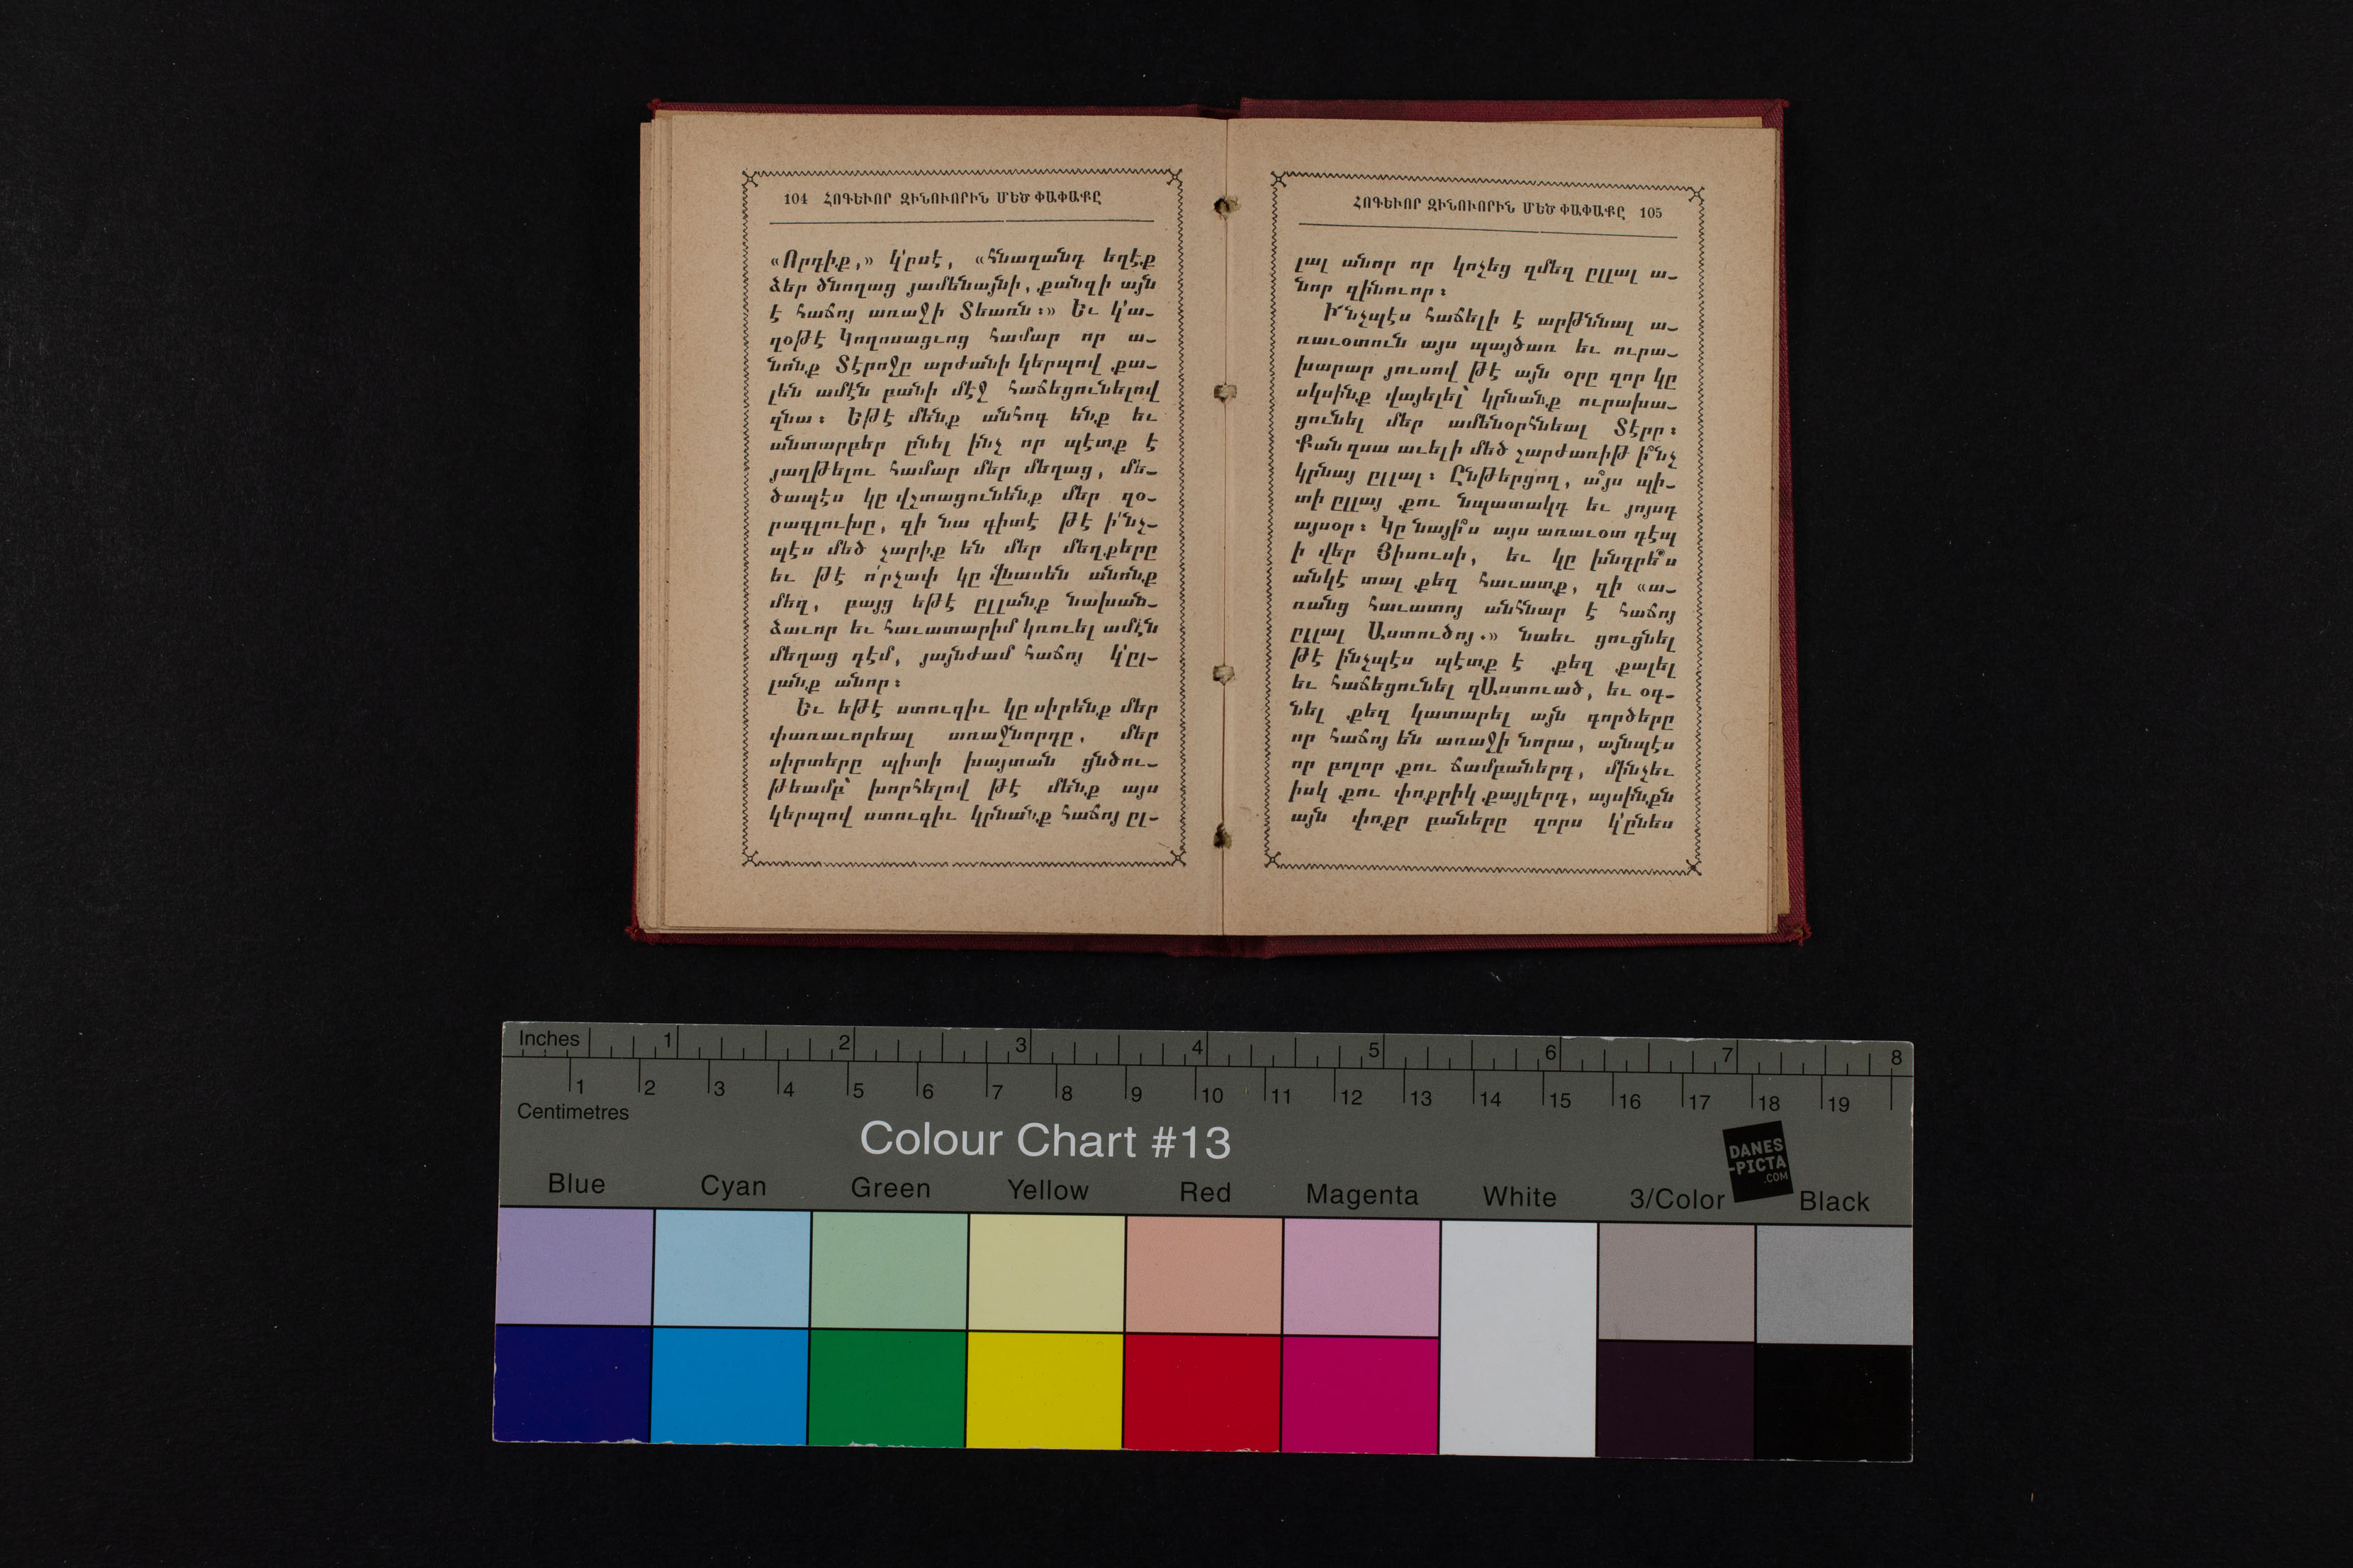 104 ՀՈԳԵՒՈՐ ԶԻՆՈՒՈՐԻՆ ՄԵԾ ՓԱՓԱՔԸ
«Որդիք,» կ՚ըսէ, «հնազանդ եղէք
ձեր ծնողաց յամենայնի, քանզի այն
է հաճոյ առաջի Տեառն։» Եւ կ՚ա-
ղօթէ Կողոսացւոց համար որ ա-
նոնք Տէրոջը արժանի կերպով քա-
լեն ամէն բանի մէջ հաճեցունելով
զնա։ Եթէ մենք անհոգ ենք եւ
անտարբեր ընել ինչ որ պէտք է
յաղթելու համար մեր մեղաց, մե-
ծապէս կը վշտացունենք մեր զօ-
րագլուխը, զի նա գիտէ թէ ի՛նչ-
պէս մեծ չարիք են մեր մեղքերը
եւ թէ ո՛րչափ կը վնասեն անոնք
մեզ, բայց եթէ ըլլանք նախան-
ձաւոր եւ հաւատարիմ կռուել ամէն
մեղաց դէմ, յայնժամ հաճոյ կ՚ըլ-
լանք անոր։
Եւ եթէ ստուգիւ կը սիրենք մեր
փառաւորեալ առաջնորդը, մեր
սիրտերը պիտի խայտան ցնծու-
թեամբ՝ խորհելով թէ մենք այս
կերպով ստուգիւ կրնանք հաճոյ ըլ-
ՀՈԳԵՒՈՐ ԶԻՆՈՒՈՐԻՆ ՄԵԾ ՓԱՓԱՔԸ 105
լալ անոր որ կոչեց զմեզ ըլլալ ա-
նոր զինուոր։
Ի՜նչպէս հաճելի է արթննալ ա-
ռաւօտուն այս պայծառ եւ ուրա-
խարար յուսով թէ այն օրը զոր կը
սկսինք վայելել՝ կրնանք ուրախա-
ցունել մեր ամենօրհնեալ Տէրը։
Քան զսա աւելի մեծ շարժառիթ ի՞նչ
կրնայ ըլլալ։ Ընթերցող, ա՞յս պի-
տի ըլլայ քու նպատակդ եւ յոյսդ
այսօր։ Կը նայի՞ս այս առաւօտ դէպ
ի վեր Յիսուսի, եւ կը խնդրե՞ս
անկէ տալ քեզ հաւատք, զի «ա-
ռանց հաւատոյ անհնար է հաճոյ
ըլլալ Աստուծոյ.» նաեւ ցուցնել
թէ ինչպէս պէտք է քեզ քալել
եւ հաճեցունել զԱստուած, եւ օգ-
նել քեզ կատարել այն գործերը
որ հաճոյ են առաջի նորա, այնպէս
որ բոլոր քու ճամբաներդ, մինչեւ
իսկ քու փոքրիկ քայլերդ, այսինքն
այն փոքր բաները զորս կ՚ընես
Inches 1 2 3 4 5 6 7 8
1 2 3 4 5 6 7 8 9 10 11 12 13 14 15 16 17 18 19
Centimetres
Colour Chart #13
DANES
-PICTA
.COM
Blue Cyan Green Yellow Red Magenta White 3/Color Black